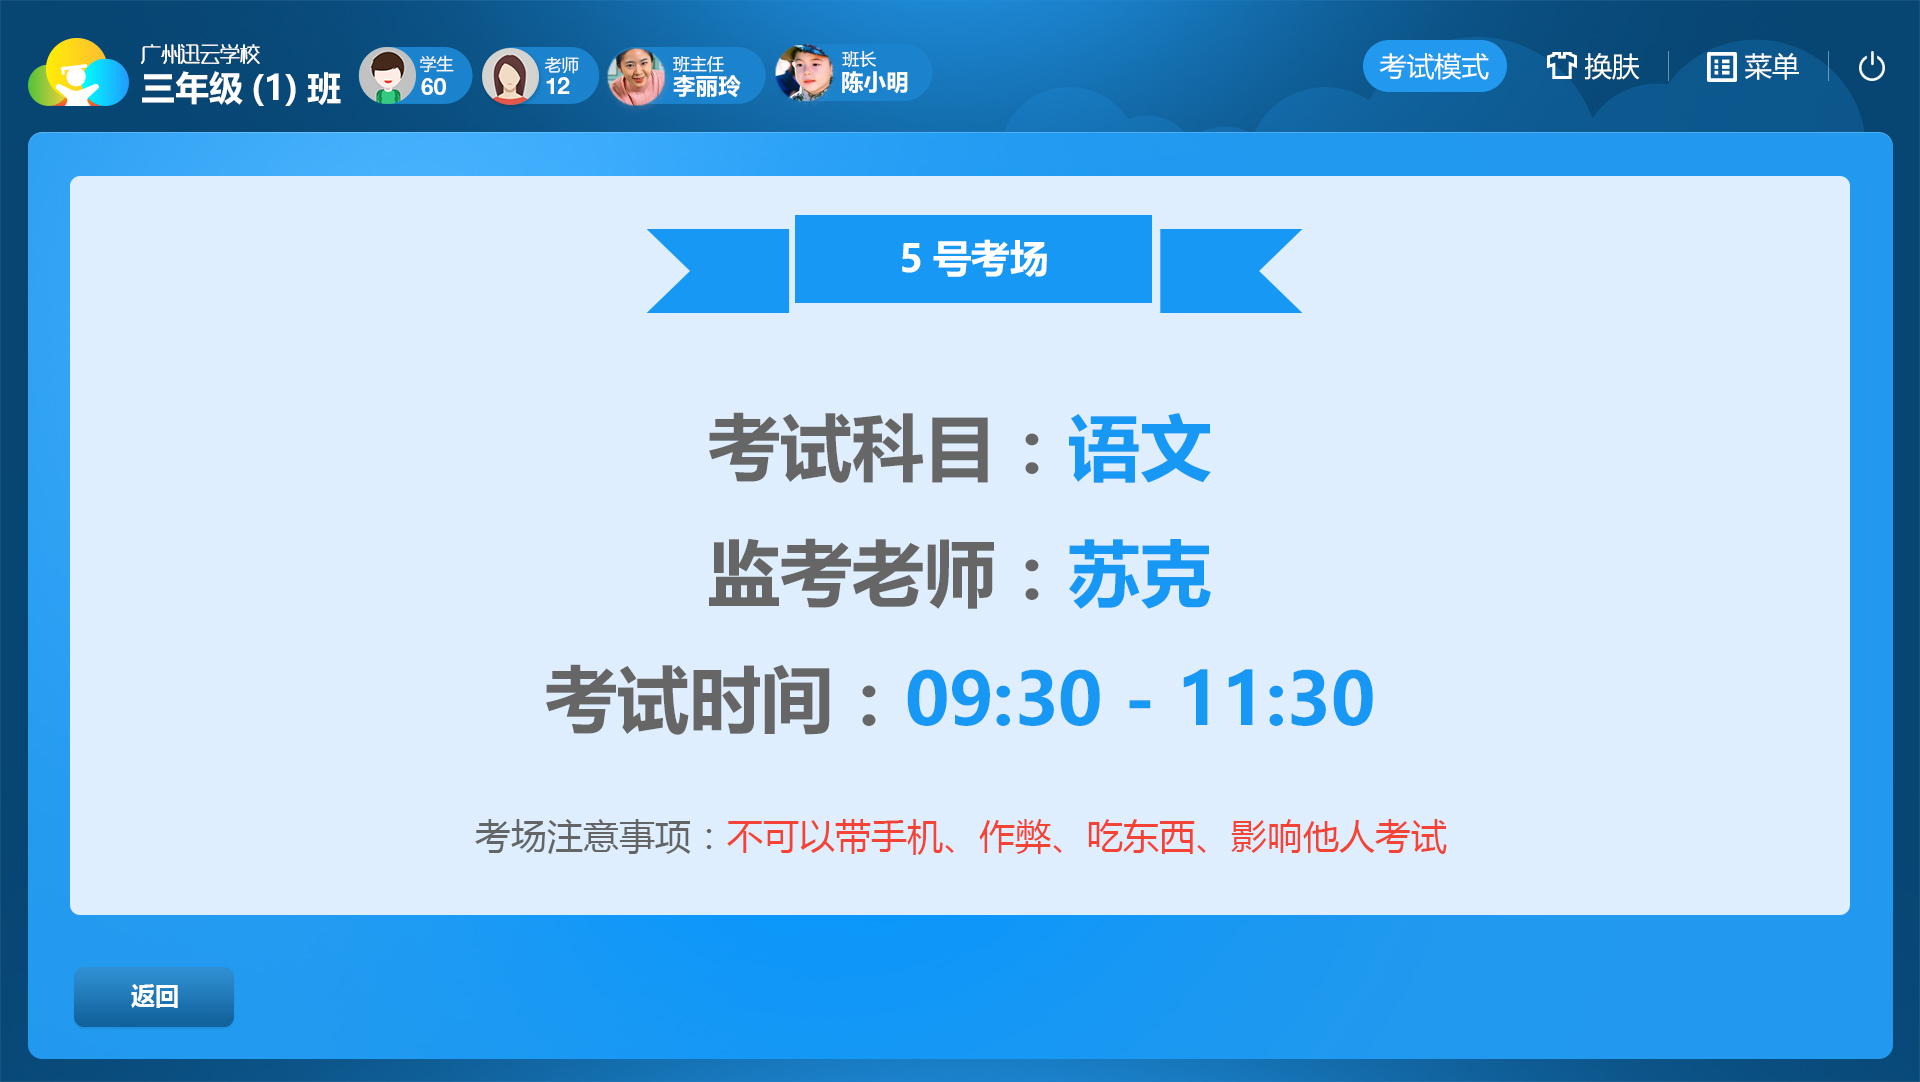 广州迅云学校
三年级 (1) 班
学生
60
老师
12
班主任
李丽玲
班长
陈小明
考试模式
换肤
菜单
5 号考场
考试科目：语文
监考老师：苏克
考试时间：09:30 - 11:30
考场注意事项：不可以带手机、作弊、吃东西、影响他人考试
返回